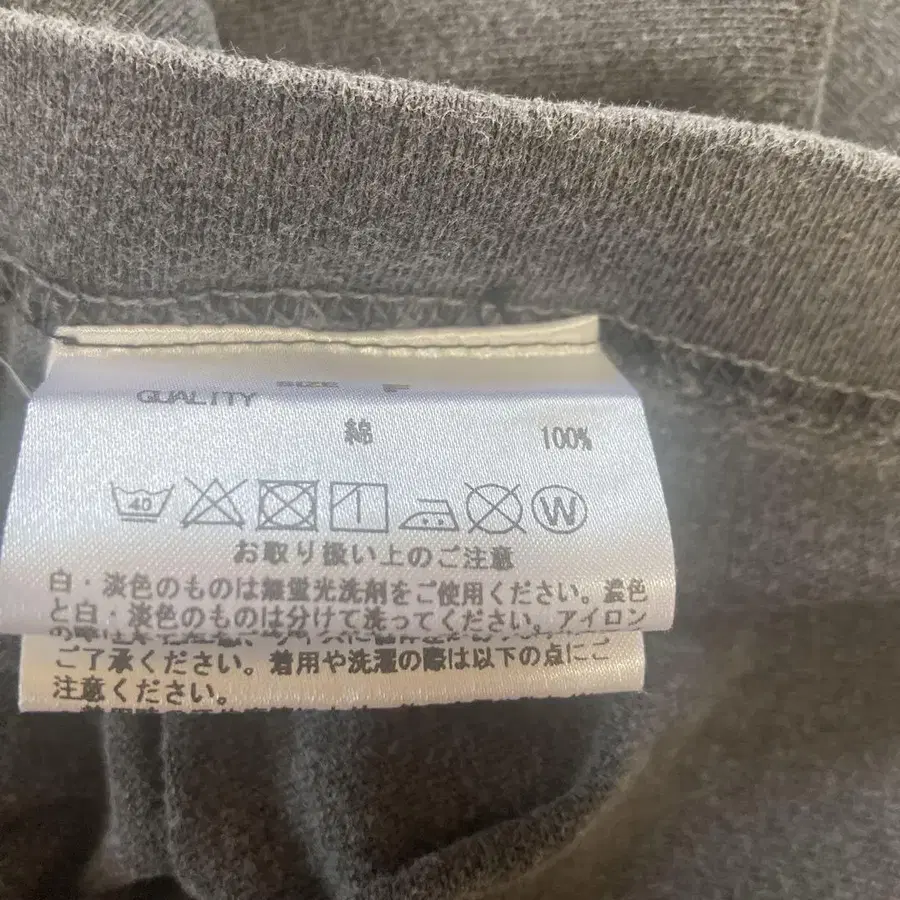 SIZE
QUALITY
綿 100%
40 W
お取り扱い上のご注意
白・淡色のものは無蛍光洗剤をご使用ください。濃色
と白・淡色のものは分けて洗ってください。アイロン
ご了承ください。着用や洗濯の際は以下の点にご
注意ください。